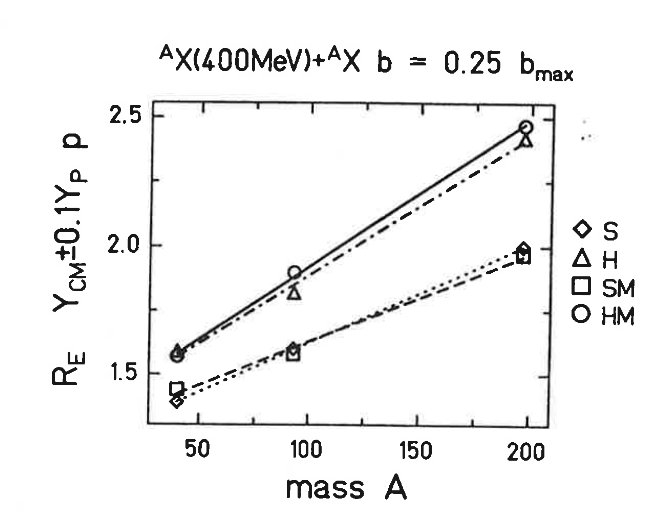 ᴬX(400MeV)+ᴬX b = 0.25 bₘₐₓ
R_E Y_CM±0.1Y_P p
2.5
2.0
1.5
50 100 150 200
mass A
S
H
SM
HM